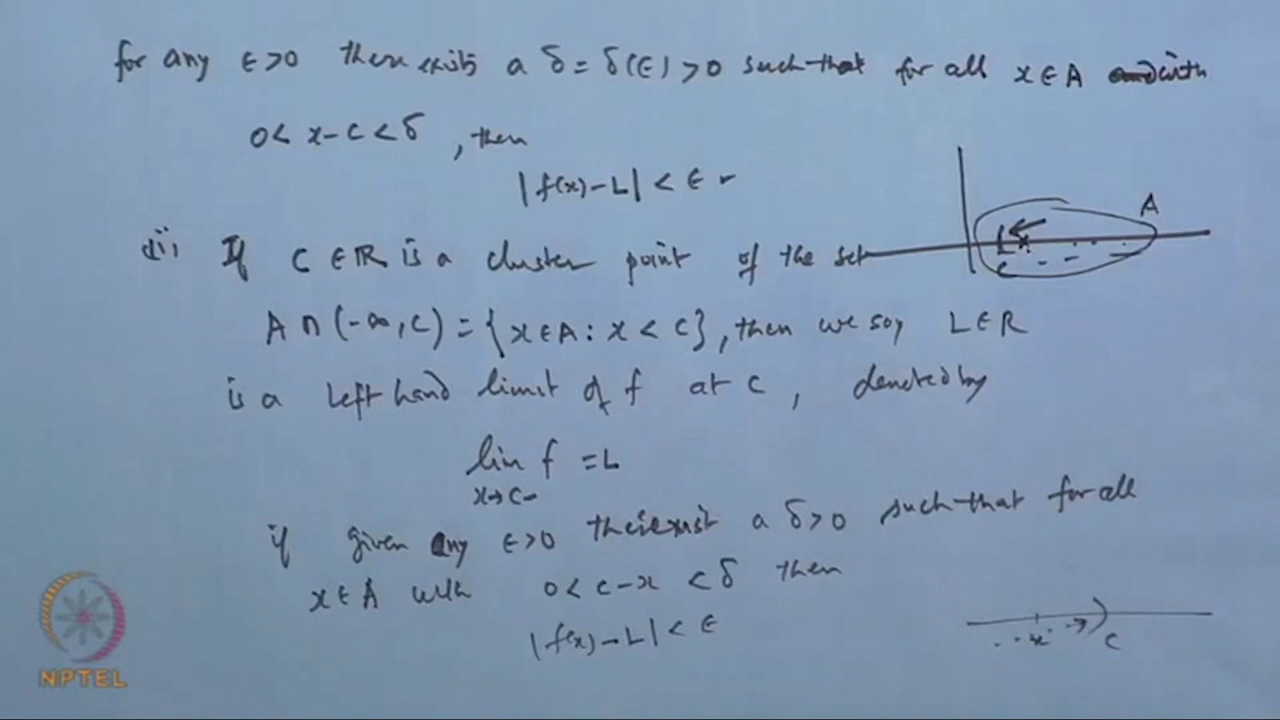 for any ε>0 there exists a δ = δ(ε) >0 such that for all x∈A with
0< x-c <δ, then
|f(x)-L| < ε
A
c
(ii) If C ∈ ℝ is a cluster point of the set
A ∩ (-∞, c) = {x∈A : x < c}, then we say L∈R
is a left hand limit of f at c, denoted by
lim f = L
x→c-
if given any ε>0 there exist a δ>0 such that for all
x∈A with 0< c-x <δ then
|f(x)-L| < ε
x
c
NPTEL